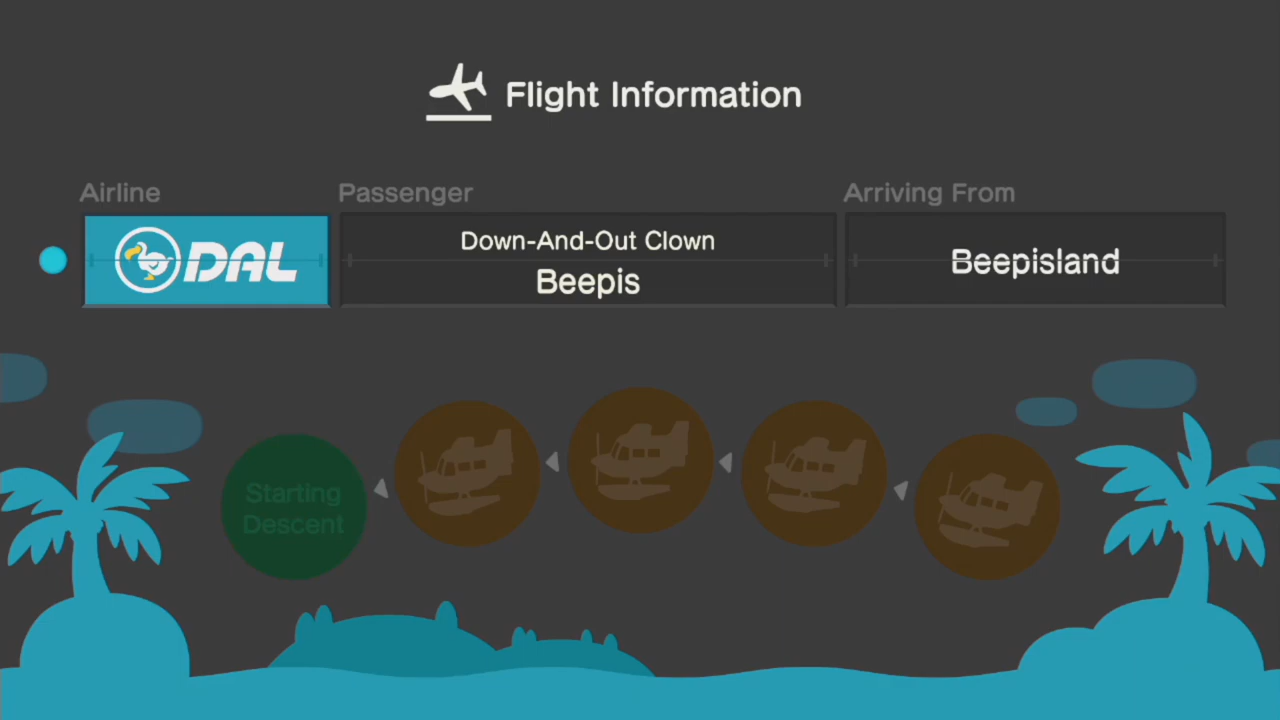 Flight Information
Airline
Passenger
Arriving From
DAL
Down-And-Out Clown
Beepis
Beepisland
Starting
Descent